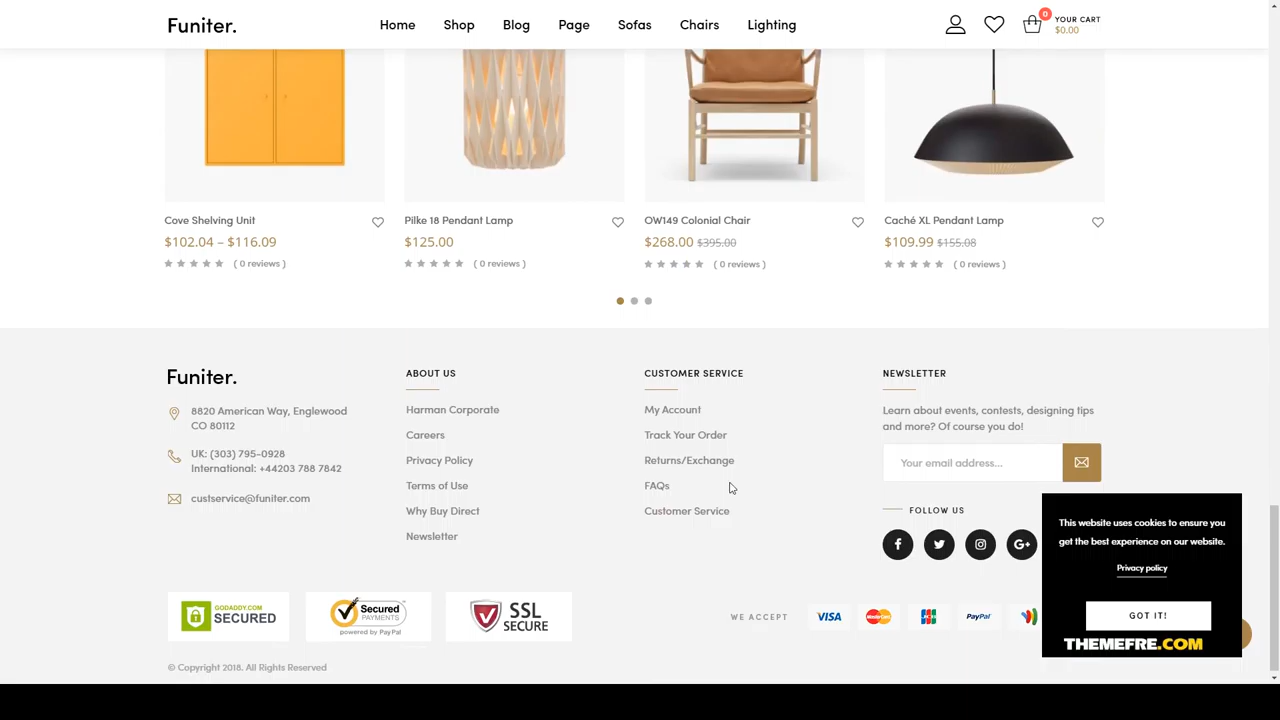 Funiter.
Home Shop Blog Page Sofas Chairs Lighting
0
YOUR CART
$0.00
Cove Shelving Unit
$102.04 – $116.09
( 0 reviews )
Pilke 18 Pendant Lamp
$125.00
( 0 reviews )
OW149 Colonial Chair
$268.00 $395.00
( 0 reviews )
Caché XL Pendant Lamp
$109.99 $155.08
( 0 reviews )
Funiter.
8820 American Way, Englewood
CO 80112
UK: (303) 795-0928
International: +44203 788 7842
custservice@funiter.com
ABOUT US
Harman Corporate
Careers
Privacy Policy
Terms of Use
Why Buy Direct
Newsletter
CUSTOMER SERVICE
My Account
Track Your Order
Returns/Exchange
FAQs
Customer Service
NEWSLETTER
Learn about events, contests, designing tips
and more? Of course you do!
Your email address...
FOLLOW US
G+
This website uses cookies to ensure you
get the best experience on our website.
Privacy policy
GOT IT!
THEMEFRE.COM
GODADDY.COM
SECURED
Secured
PAYMENTS
powered by PayPal
SSL
SECURE
WE ACCEPT
VISA
MasterCard
JCB
PayPal
© Copyright 2018. All Rights Reserved